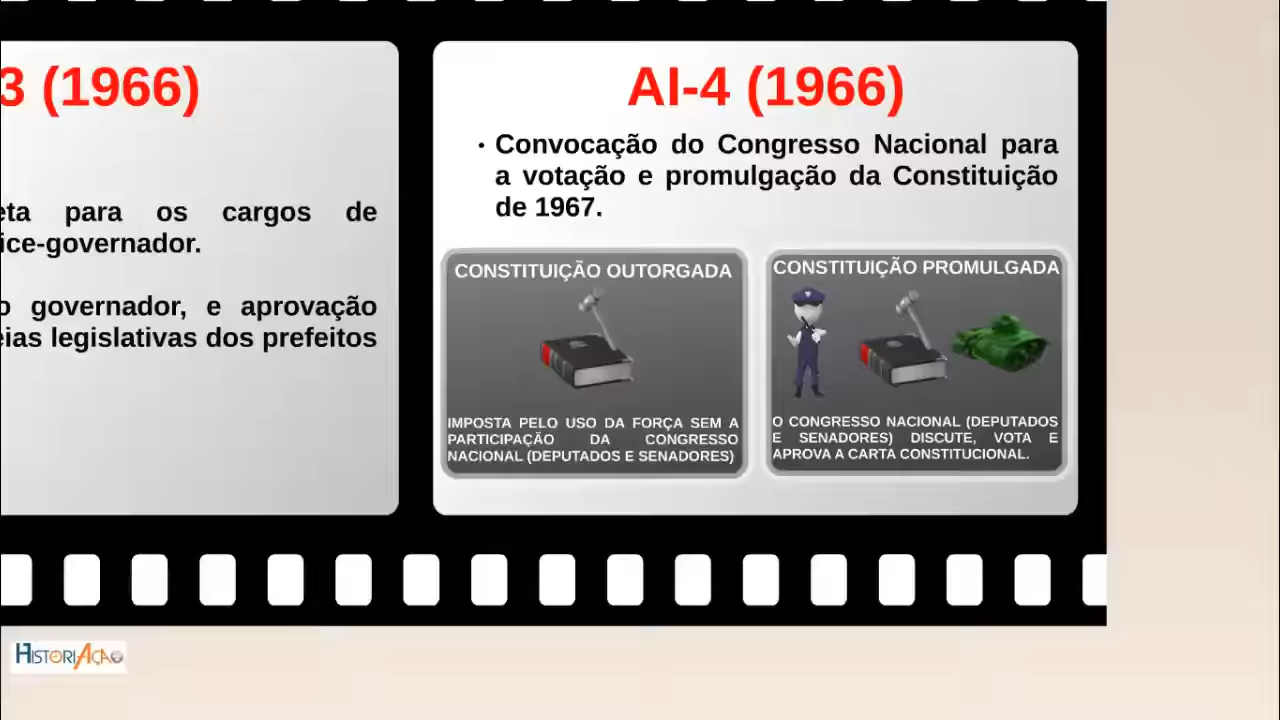 3 (1966)
eta para os cargos de
ice-governador.
o governador, e aprovação
eias legislativas dos prefeitos
AI-4 (1966)
• Convocação do Congresso Nacional para
a votação e promulgação da Constituição
de 1967.
CONSTITUIÇÃO OUTORGADA
IMPOSTA PELO USO DA FORÇA SEM A
PARTICIPAÇÃO DA CONGRESSO
NACIONAL (DEPUTADOS E SENADORES)
CONSTITUIÇÃO PROMULGADA
O CONGRESSO NACIONAL (DEPUTADOS
E SENADORES) DISCUTE, VOTA E
APROVA A CARTA CONSTITUCIONAL.
HISTORIAÇÃO